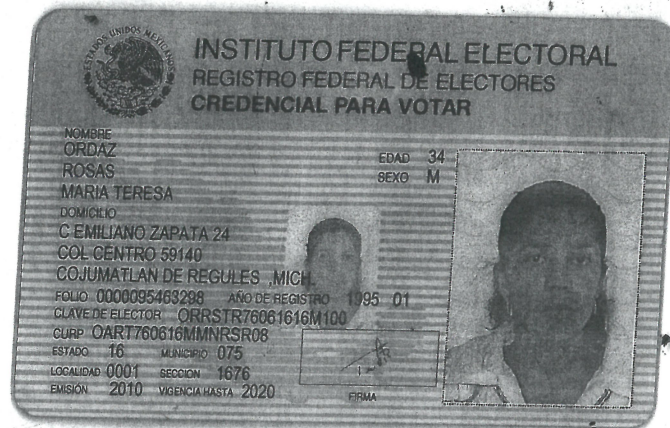 ESTADOS UNIDOS MEXICANOS
INSTITUTO FEDERAL ELECTORAL
REGISTRO FEDERAL DE ELECTORES
CREDENCIAL PARA VOTAR
NOMBRE
ORDAZ
ROSAS
MARIA TERESA
EDAD 34
SEXO M
DOMICILIO
C EMILIANO ZAPATA 24
COL CENTRO 59140
COJUMATLAN DE REGULES ,MICH.
FOLIO 0000095463298 AÑO DE REGISTRO 1995 01
CLAVE DE ELECTOR ORRSTR76061616M100
CURP OART760616MMNRSR08
ESTADO 16 MUNICIPIO 075
LOCALIDAD 0001 SECCION 1676
EMISIÓN 2010 VIGENCIA HASTA 2020
FIRMA